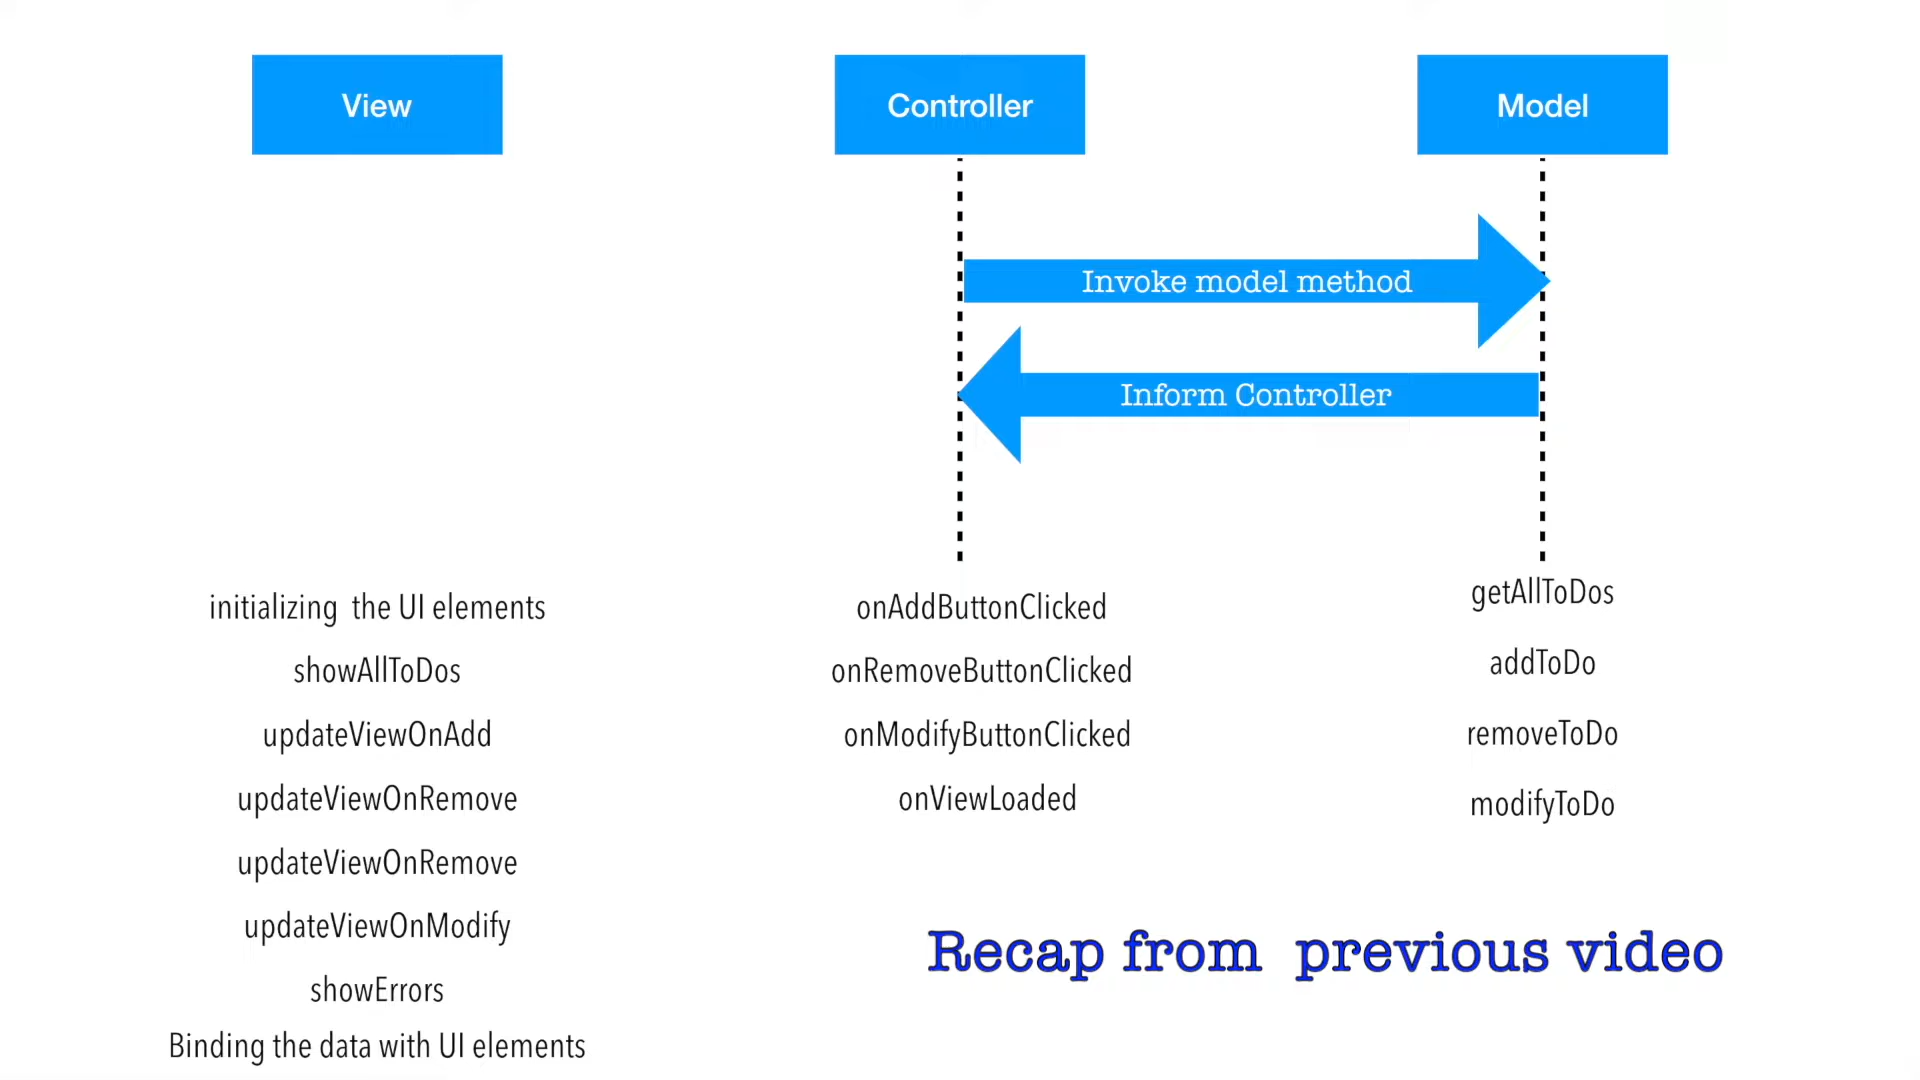 View
Controller
Model
Invoke model method
Inform Controller
initializing the UI elements
showAllToDos
updateViewOnAdd
updateViewOnRemove
updateViewOnRemove
updateViewOnModify
showErrors
Binding the data with UI elements
onAddButtonClicked
onRemoveButtonClicked
onModifyButtonClicked
onViewLoaded
getAllToDos
addToDo
removeToDo
modifyToDo
Recap from previous video